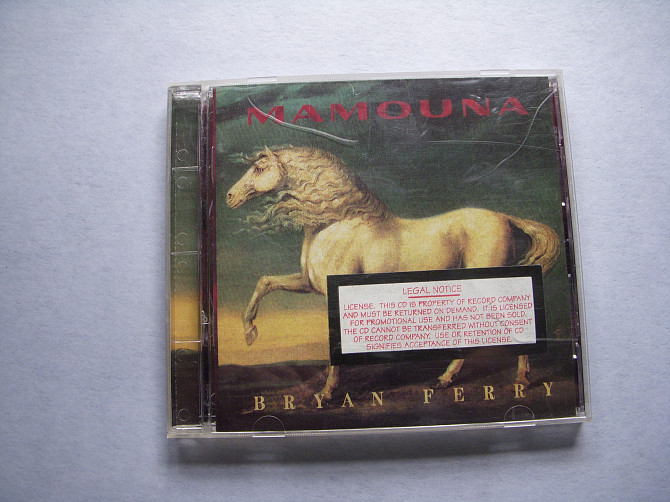 MAMOUNA
LEGAL NOTICE
LICENSE. THIS CD IS PROPERTY OF RECORD COMPANY
AND MUST BE RETURNED ON DEMAND. IT IS LICENSED
FOR PROMOTIONAL USE AND HAS NOT BEEN SOLD.
THE CD CANNOT BE TRANSFERRED WITHOUT CONSENT
OF RECORD COMPANY. USE OR RETENTION OF CD
SIGNIFIES ACCEPTANCE OF THIS LICENSE.
BRYAN FERRY